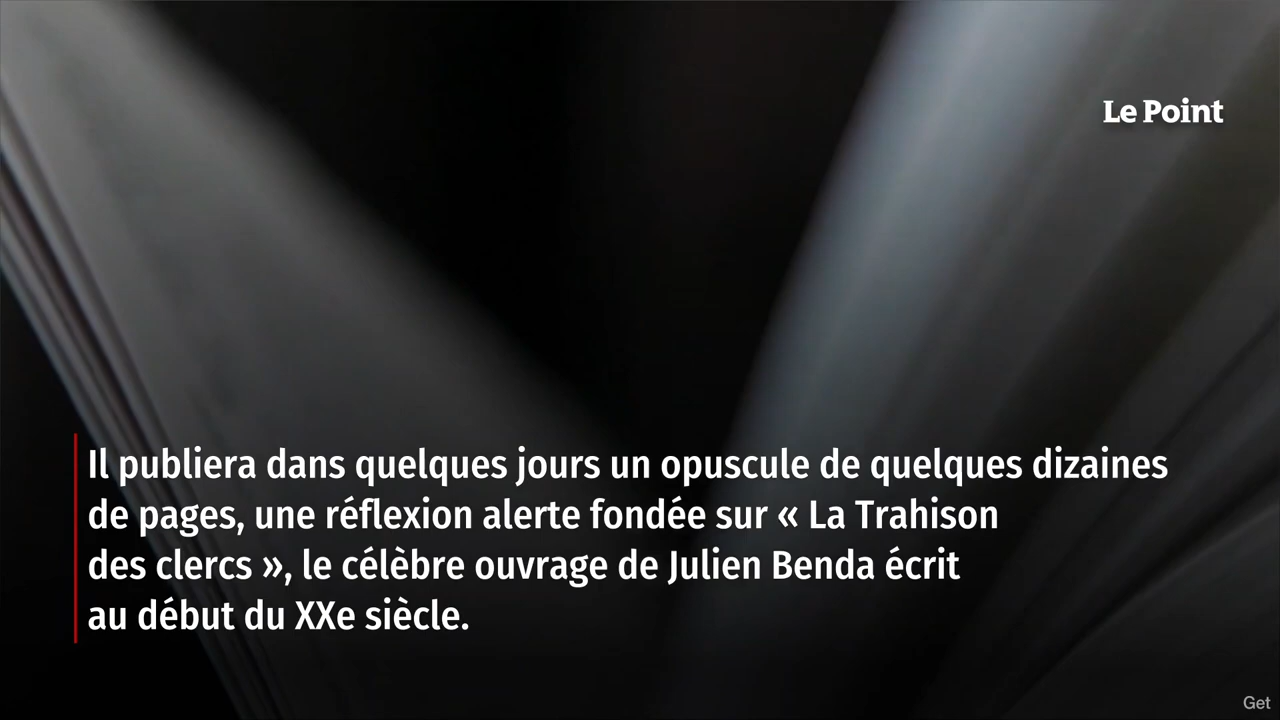 Le Point
Il publiera dans quelques jours un opuscule de quelques dizaines
de pages, une réflexion alerte fondée sur « La Trahison
des clercs », le célèbre ouvrage de Julien Benda écrit
au début du XXe siècle.
Get